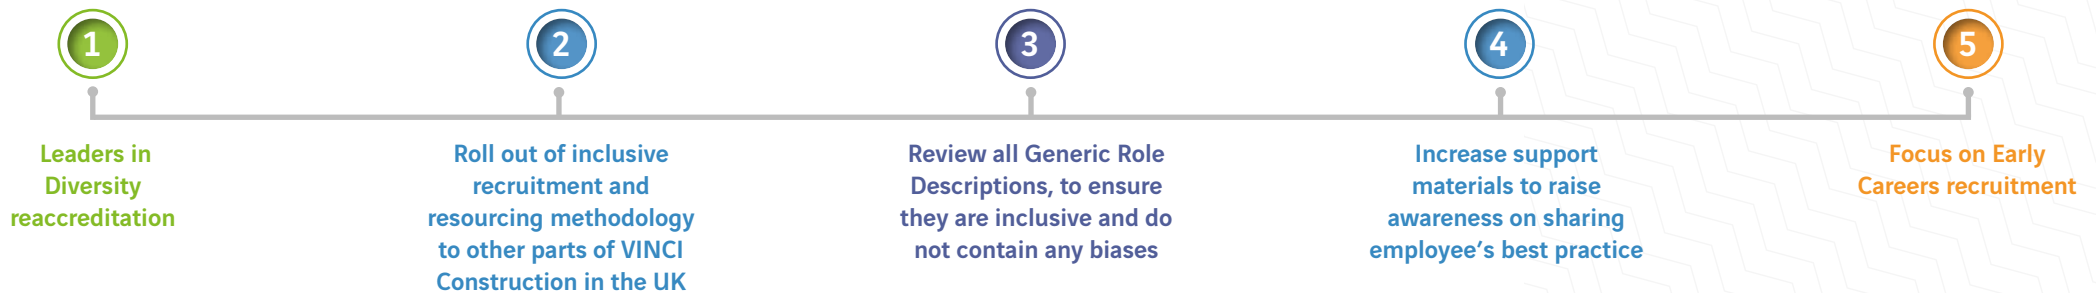 1
Leaders in
Diversity
reaccreditation
2
Roll out of inclusive
recruitment and
resourcing methodology
to other parts of VINCI
Construction in the UK
3
Review all Generic Role
Descriptions, to ensure
they are inclusive and do
not contain any biases
4
Increase support
materials to raise
awareness on sharing
employee’s best practice
5
Focus on Early
Careers recruitment